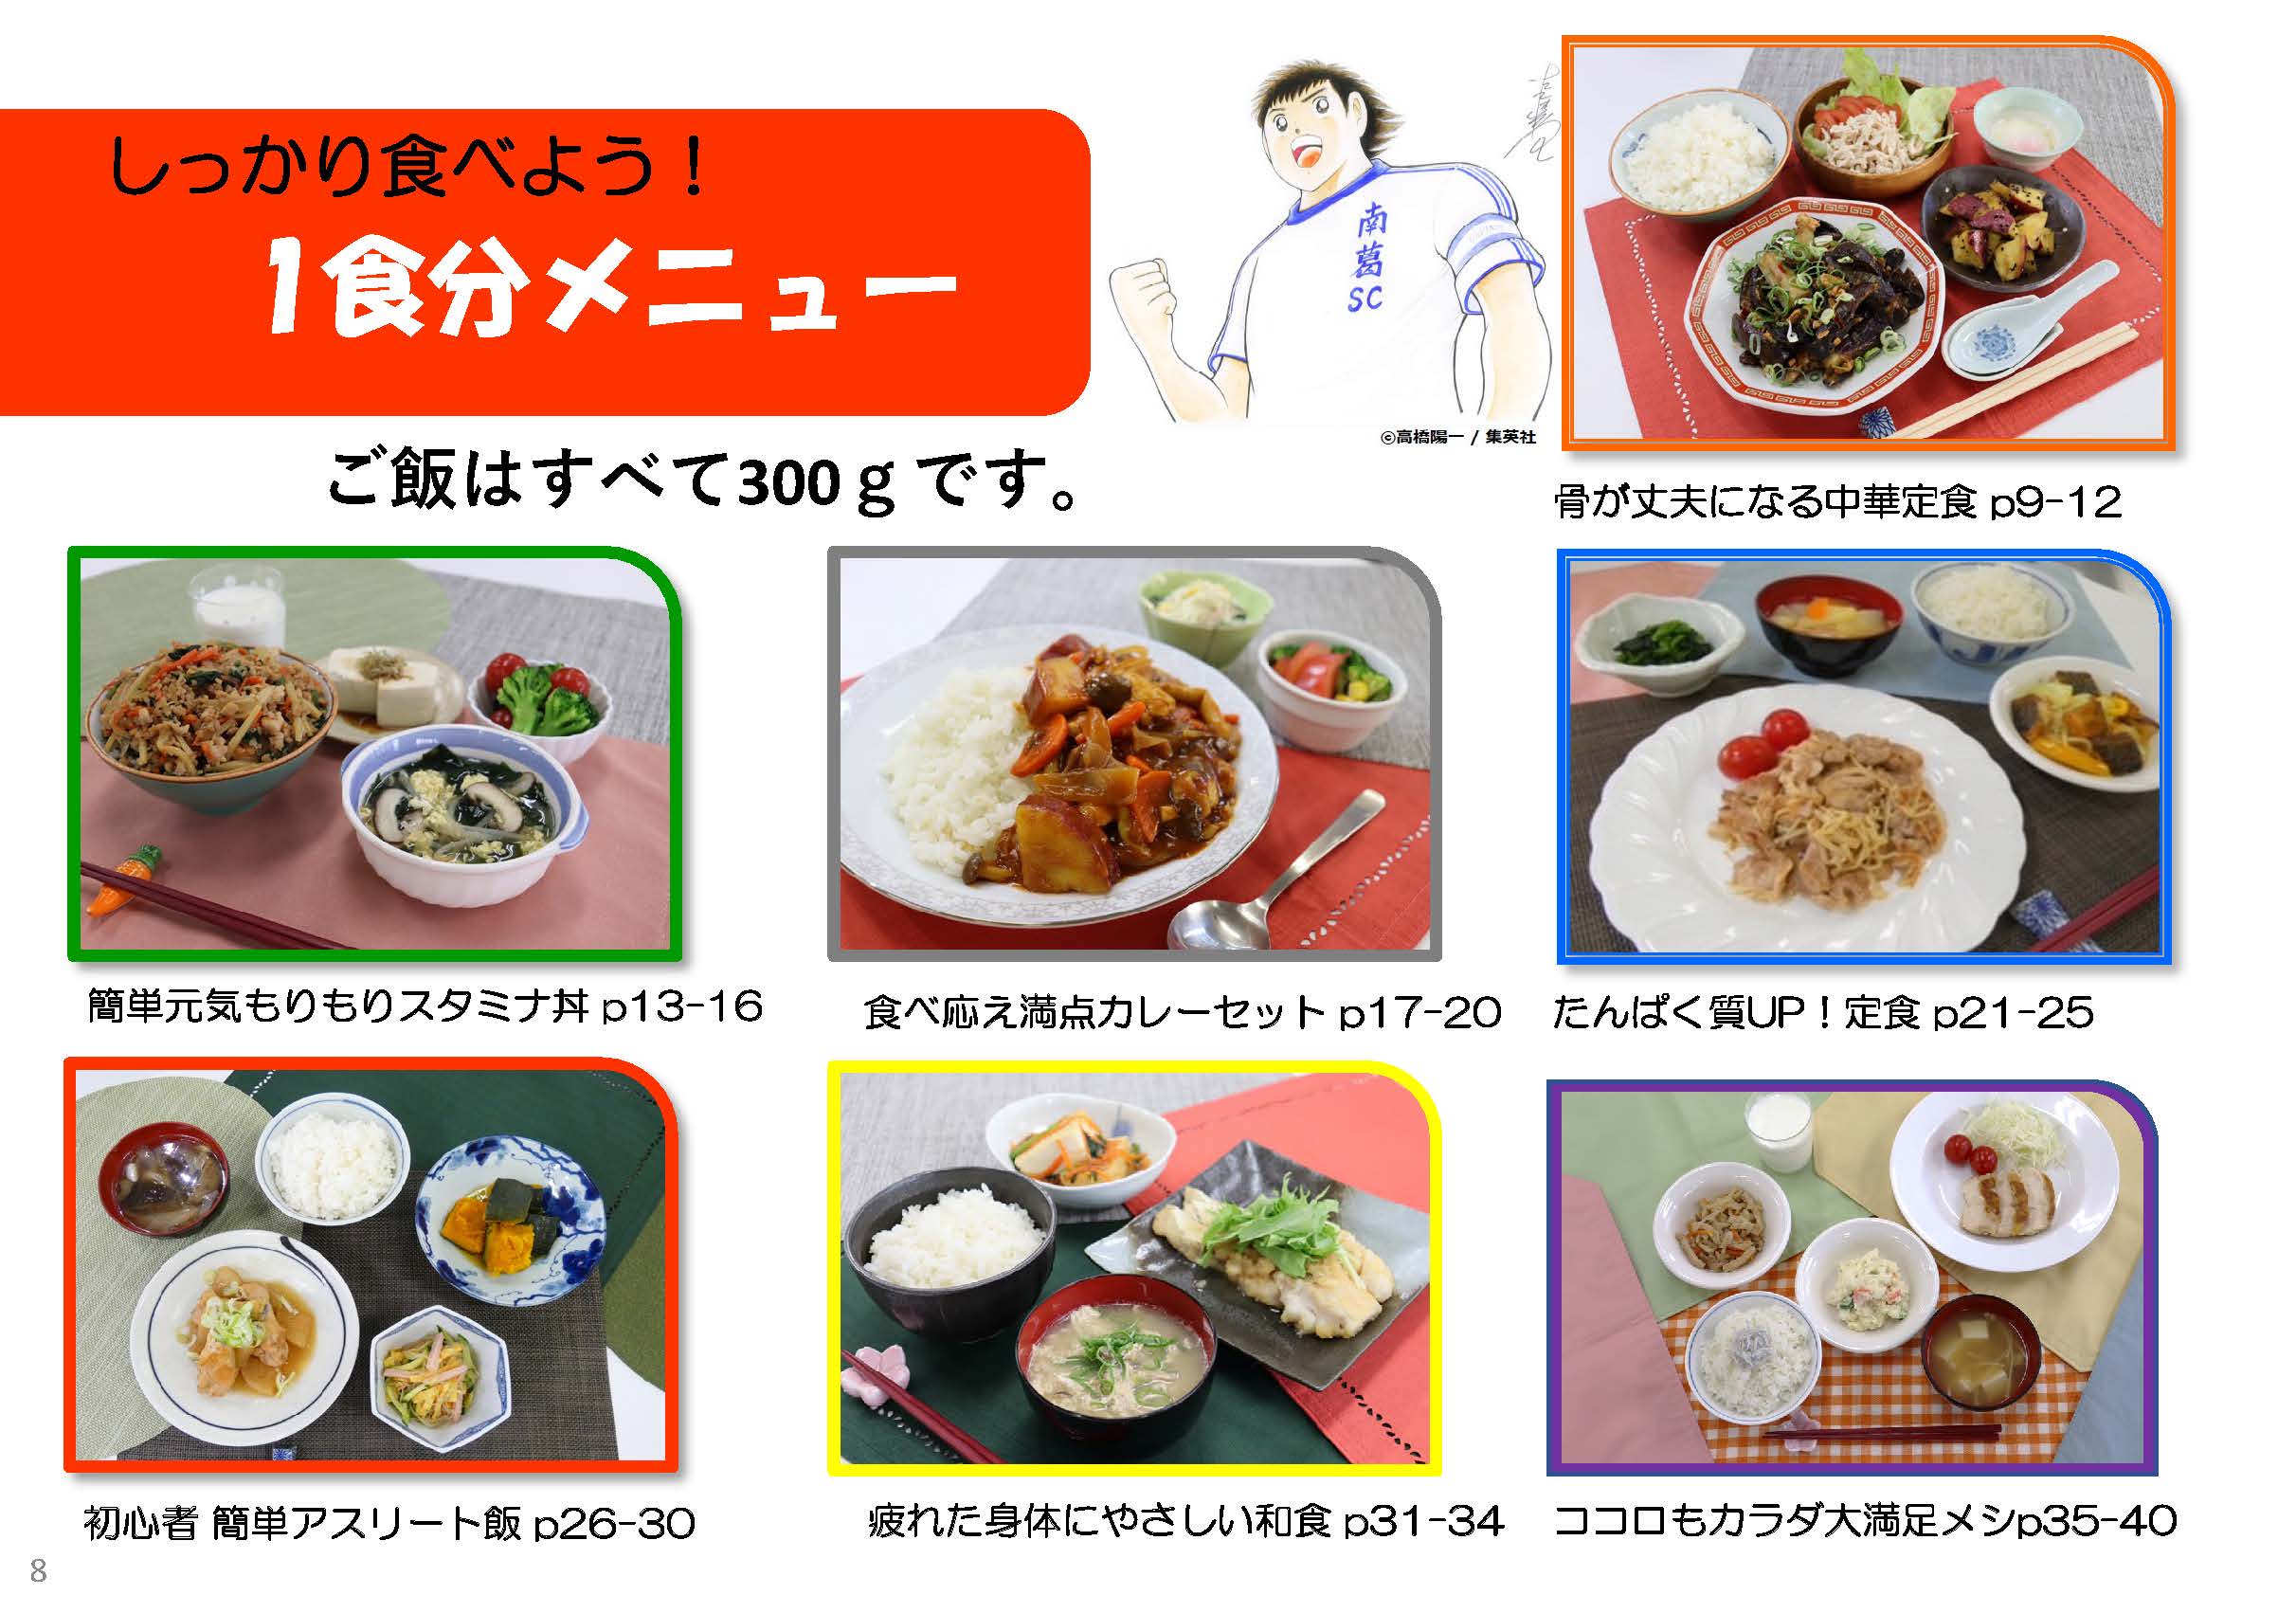 しっかり食べよう！
1食分メニュー
南
葛
SC
©高橋陽一 / 集英社
ご飯はすべて300ｇです。
骨が丈夫になる中華定食 p9-12
簡単元気もりもりスタミナ丼 p13-16
食べ応え満点カレーセット p17-20
たんぱく質UP！定食 p21-25
初心者 簡単アスリート飯 p26-30
疲れた身体にやさしい和食 p31-34
ココロもカラダ大満足メシp35-40
8